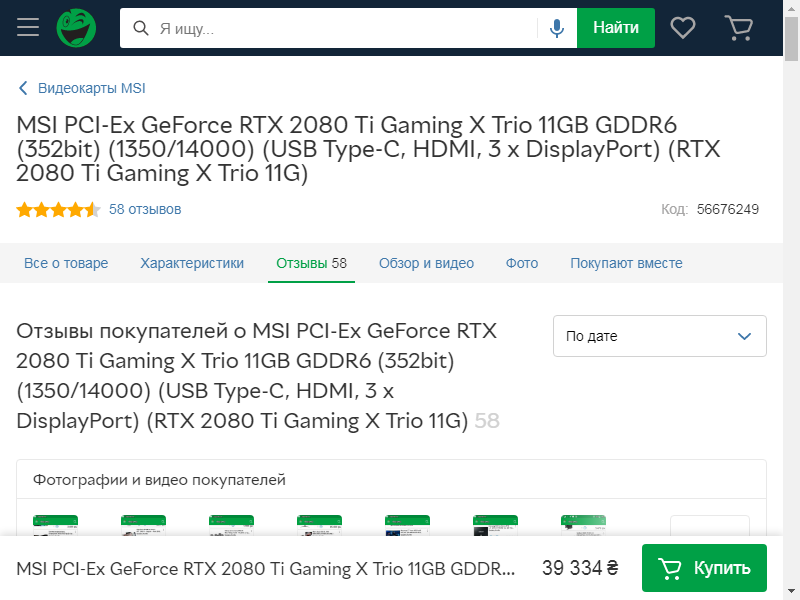 Я ищу...
Найти
Видеокарты MSI
MSI PCI-Ex GeForce RTX 2080 Ti Gaming X Trio 11GB GDDR6
(352bit) (1350/14000) (USB Type-C, HDMI, 3 x DisplayPort) (RTX
2080 Ti Gaming X Trio 11G)
58 отзывов
Код: 56676249
Все о товаре Характеристики Отзывы 58 Обзор и видео Фото Покупают вместе
Отзывы покупателей о MSI PCI-Ex GeForce RTX
2080 Ti Gaming X Trio 11GB GDDR6 (352bit)
(1350/14000) (USB Type-C, HDMI, 3 x
DisplayPort) (RTX 2080 Ti Gaming X Trio 11G) 58
По дате
Фотографии и видео покупателей
MSI PCI-Ex GeForce RTX 2080 Ti Gaming X Trio 11GB GDDR...
39 334 ₴
Купить